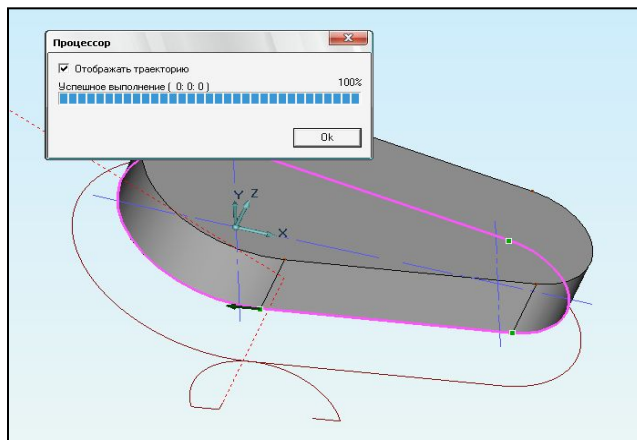 Процессор
Отображать траекторию
Успешное выполнение ( 0: 0: 0 )
100%
Ok
Y
Z
X